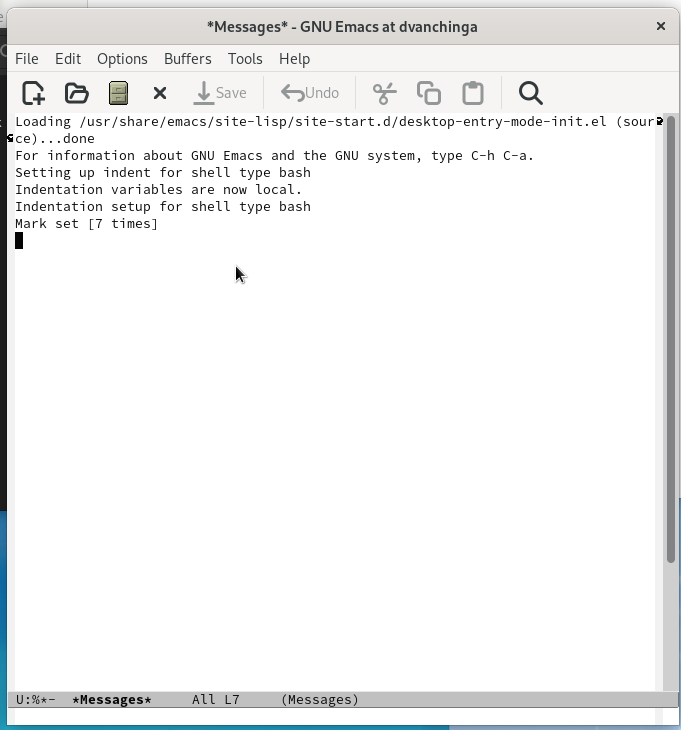 *Messages* - GNU Emacs at dvanchinga
File Edit Options Buffers Tools Help
Save Undo
Loading /usr/share/emacs/site-lisp/site-start.d/desktop-entry-mode-init.el (sour
ce)...done
For information about GNU Emacs and the GNU system, type C-h C-a.
Setting up indent for shell type bash
Indentation variables are now local.
Indentation setup for shell type bash
Mark set [7 times]
U:%*- *Messages* All L7 (Messages)